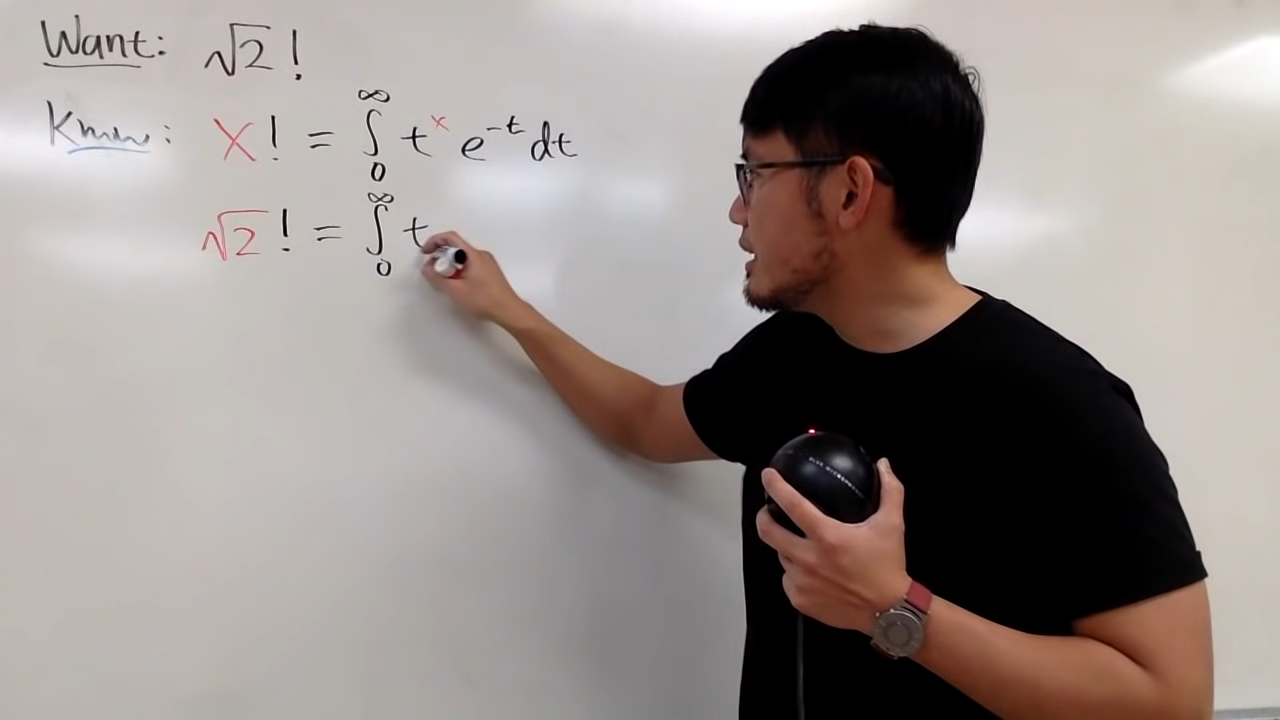 Want: √2 !
Know: x! = ∫₀^∞ t^x e^-t dt
√2 ! = ∫₀^∞ t